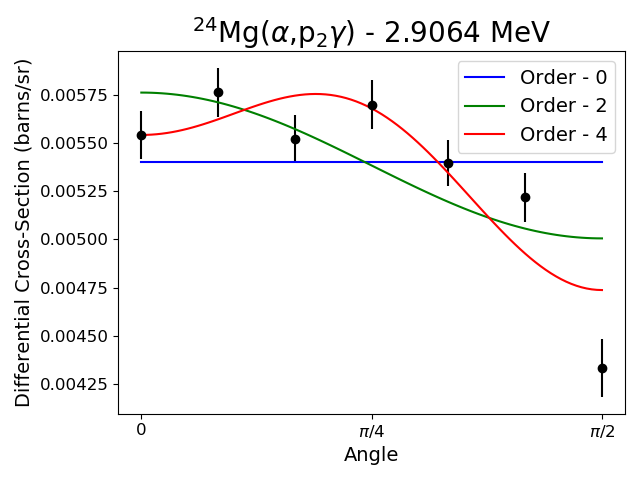 ²⁴Mg(α,p₂γ) - 2.9064 MeV
Differential Cross-Section (barns/sr)
0.00575
0.00550
0.00525
0.00500
0.00475
0.00450
0.00425
Order - 0
Order - 2
Order - 4
0
π/4
π/2
Angle